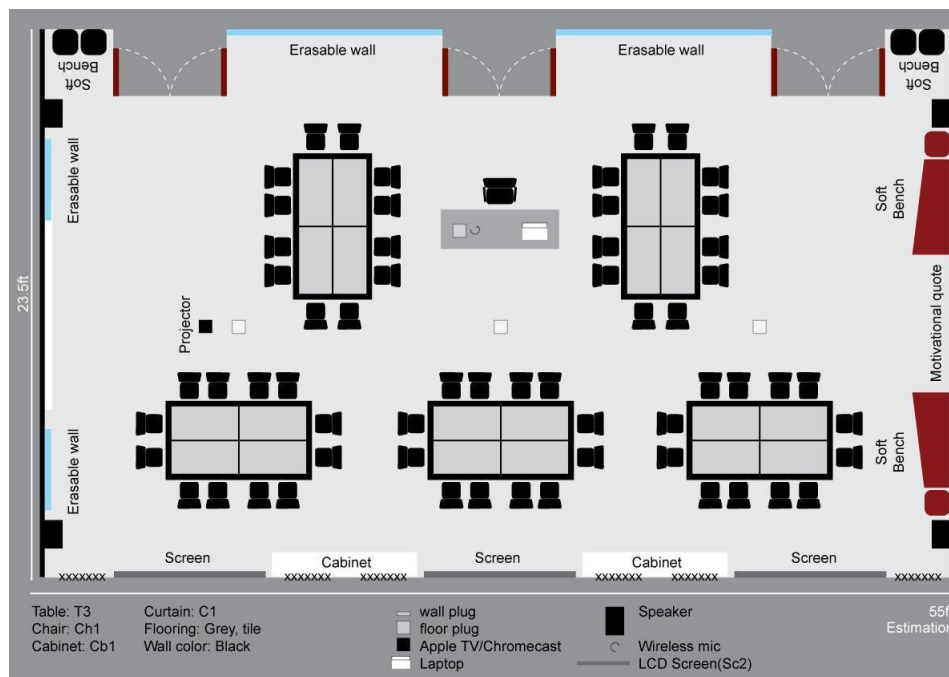 Erasable wall
Erasable wall
Soft
Bench
Soft
Bench
Erasable wall
Soft
Bench
23.5ft
Projector
Motivational quote
Erasable wall
Soft
Bench
Screen
Cabinet
Screen
Cabinet
Screen
xxxxxxx
xxxxxxx
xxxxxxx
xxxxxxx
xxxxxxx
xxxxxxx
Table: T3
Chair: Ch1
Cabinet: Cb1
Curtain: C1
Flooring: Grey, tile
Wall color: Black
wall plug
floor plug
Apple TV/Chromecast
Laptop
Speaker
Wireless mic
LCD Screen(Sc2)
55f
Estimation